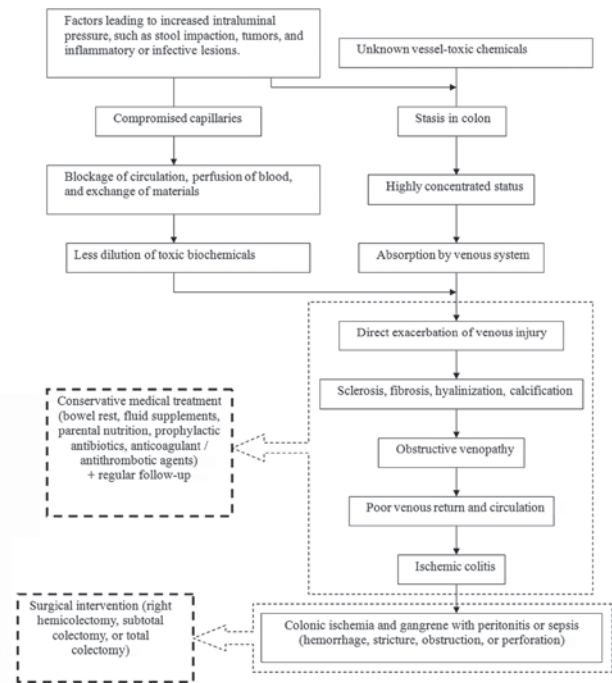 Factors leading to increased intraluminal
pressure, such as stool impaction, tumors, and
inflammatory or infective lesions.
Unknown vessel-toxic chemicals
Compromised capillaries
Stasis in colon
Blockage of circulation, perfusion of blood,
and exchange of materials
Highly concentrated status
Less dilution of toxic biochemicals
Absorption by venous system
Direct exacerbation of venous injury
Sclerosis, fibrosis, hyalinization, calcification
Conservative medical treatment
(bowel rest, fluid supplements,
parental nutrition, prophylactic
antibiotics, anticoagulant /
antithrombotic agents)
+ regular follow-up
Obstructive venopathy
Poor venous return and circulation
Ischemic colitis
Surgical intervention (right
hemicolectomy, subtotal
colectomy, or total
colectomy)
Colonic ischemia and gangrene with peritonitis or sepsis
(hemorrhage, stricture, obstruction, or perforation)